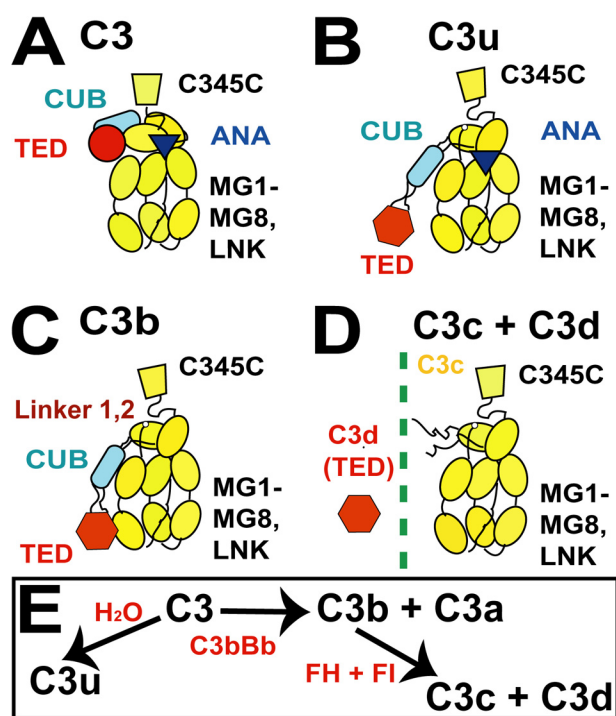 A C3
C345C
CUB
TED
ANA
MG1-
MG8,
LNK
B C3u
C345C
CUB
ANA
MG1-
MG8,
LNK
TED
C C3b
C345C
Linker 1,2
CUB
MG1-
MG8,
LNK
TED
D C3c + C3d
C3c
C345C
C3d
(TED)
MG1-
MG8,
LNK
E
H₂O C3 C3b + C3a
C3bBb
C3u
FH + FI
C3c + C3d